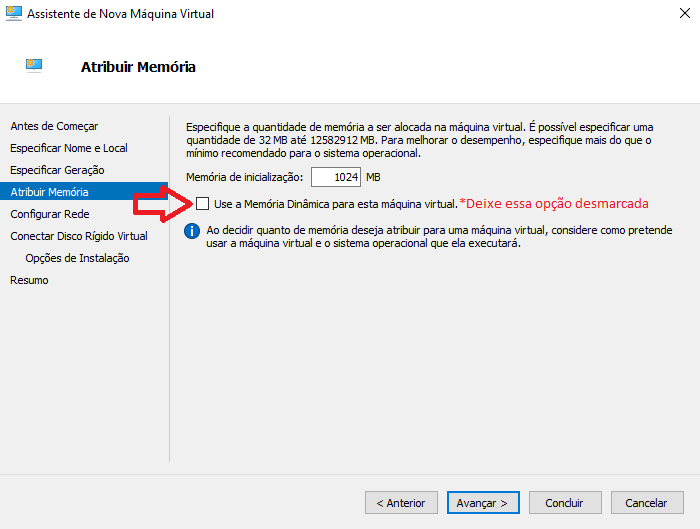 Assistente de Nova Máquina Virtual
Atribuir Memória
Antes de Começar
Especificar Nome e Local
Especificar Geração
Atribuir Memória
Configurar Rede
Conectar Disco Rígido Virtual
Opções de Instalação
Resumo
Especifique a quantidade de memória a ser alocada na máquina virtual. É possível especificar uma
quantidade de 32 MB até 12582912 MB. Para melhorar o desempenho, especifique mais do que o
mínimo recomendado para o sistema operacional.
Memória de inicialização: 1024 MB
Use a Memória Dinâmica para esta máquina virtual. *Deixe essa opção desmarcada
Ao decidir quanto de memória deseja atribuir para uma máquina virtual, considere como pretende
usar a máquina virtual e o sistema operacional que ela executará.
< Anterior
Avançar >
Concluir
Cancelar